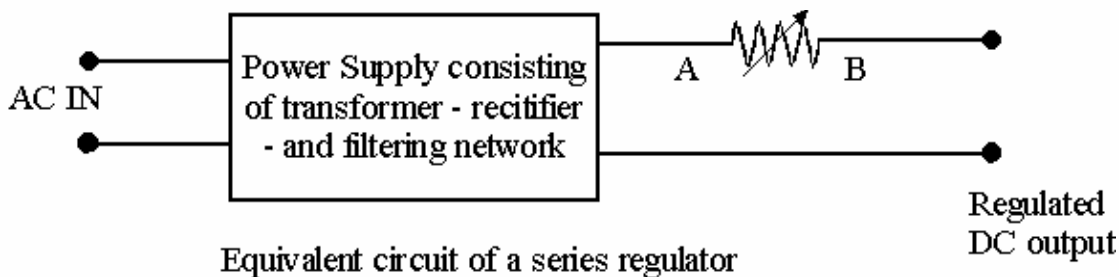 AC IN
Power Supply consisting
of transformer - recitifier
- and filtering network
A
B
Regulated
DC output
Equivalent circuit of a series regulator